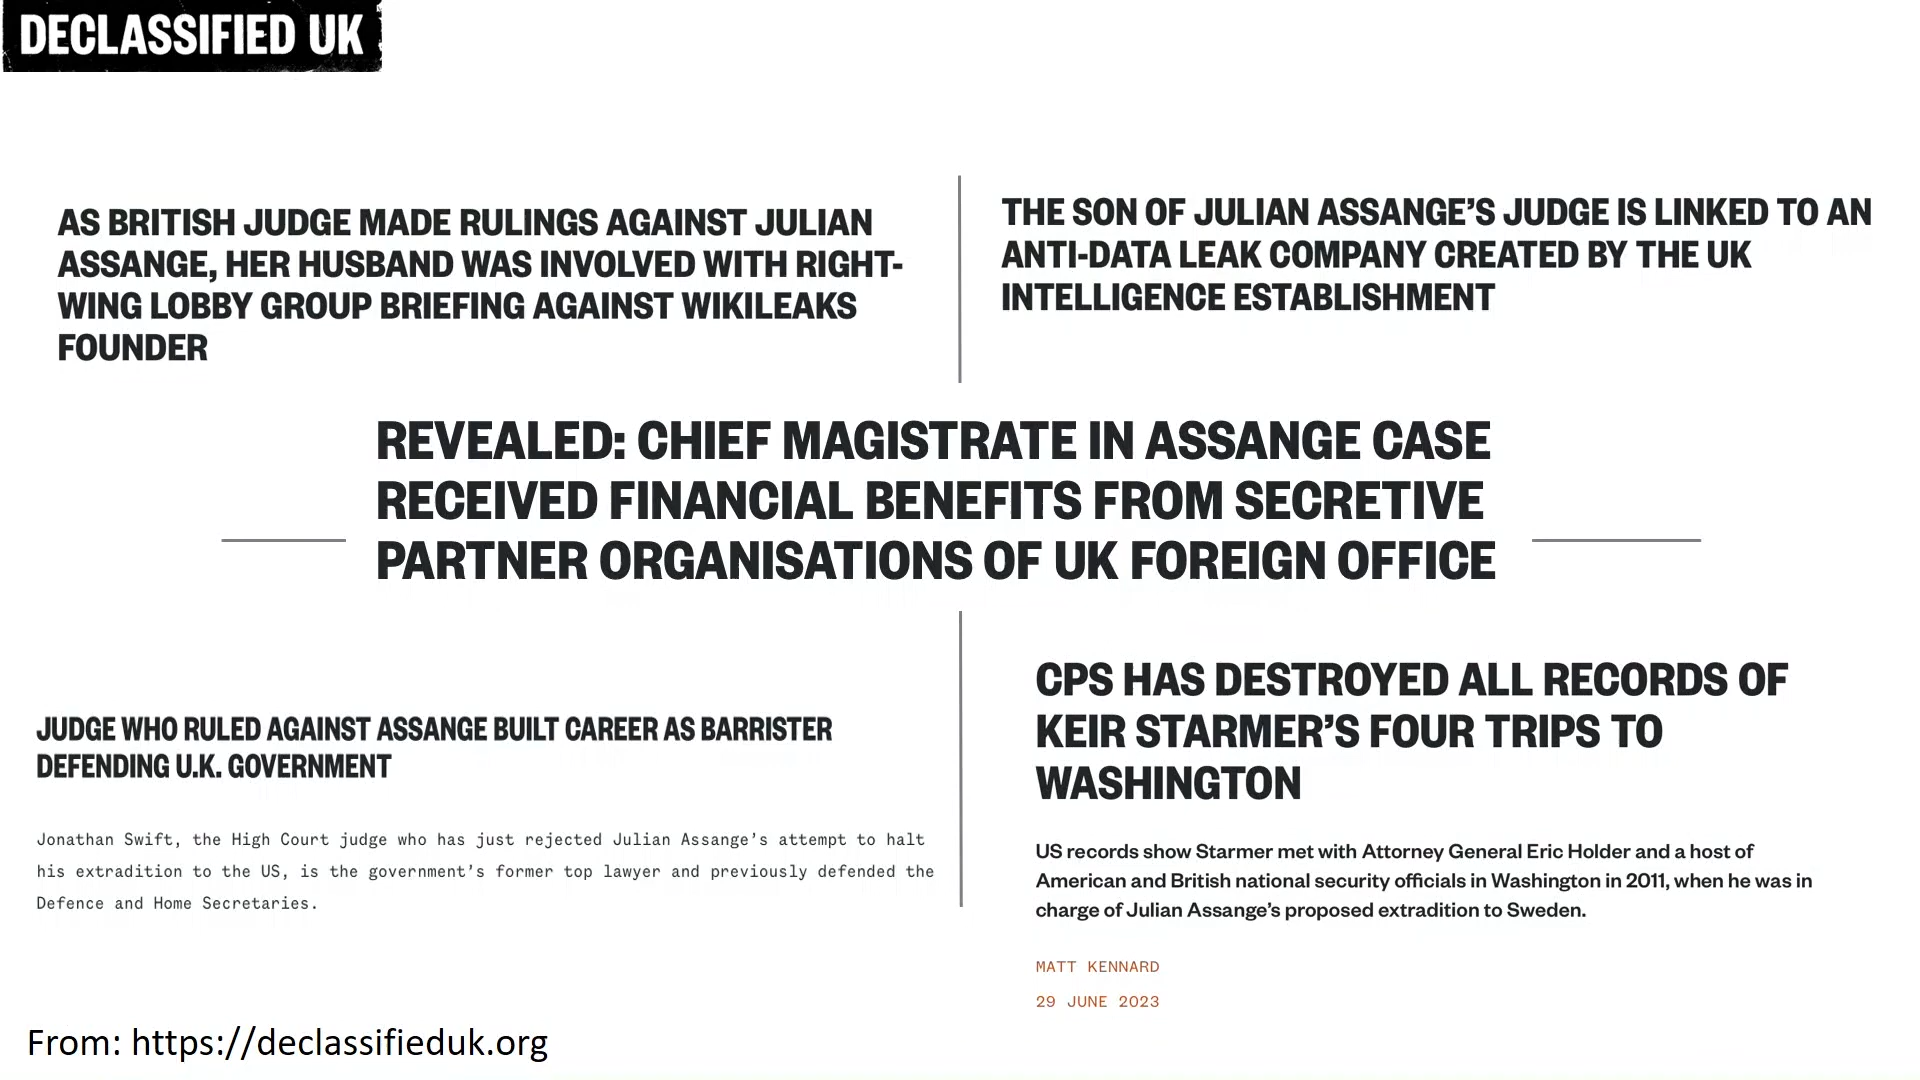 DECLASSIFIED UK
AS BRITISH JUDGE MADE RULINGS AGAINST JULIAN
ASSANGE, HER HUSBAND WAS INVOLVED WITH RIGHT-
WING LOBBY GROUP BRIEFING AGAINST WIKILEAKS
FOUNDER
THE SON OF JULIAN ASSANGE’S JUDGE IS LINKED TO AN
ANTI-DATA LEAK COMPANY CREATED BY THE UK
INTELLIGENCE ESTABLISHMENT
REVEALED: CHIEF MAGISTRATE IN ASSANGE CASE
RECEIVED FINANCIAL BENEFITS FROM SECRETIVE
PARTNER ORGANISATIONS OF UK FOREIGN OFFICE
JUDGE WHO RULED AGAINST ASSANGE BUILT CAREER AS BARRISTER
DEFENDING U.K. GOVERNMENT
Jonathan Swift, the High Court judge who has just rejected Julian Assange’s attempt to halt
his extradition to the US, is the government’s former top lawyer and previously defended the
Defence and Home Secretaries.
CPS HAS DESTROYED ALL RECORDS OF
KEIR STARMER’S FOUR TRIPS TO
WASHINGTON
US records show Starmer met with Attorney General Eric Holder and a host of
American and British national security officials in Washington in 2011, when he was in
charge of Julian Assange’s proposed extradition to Sweden.
MATT KENNARD
29 JUNE 2023
From: https://declassifieduk.org